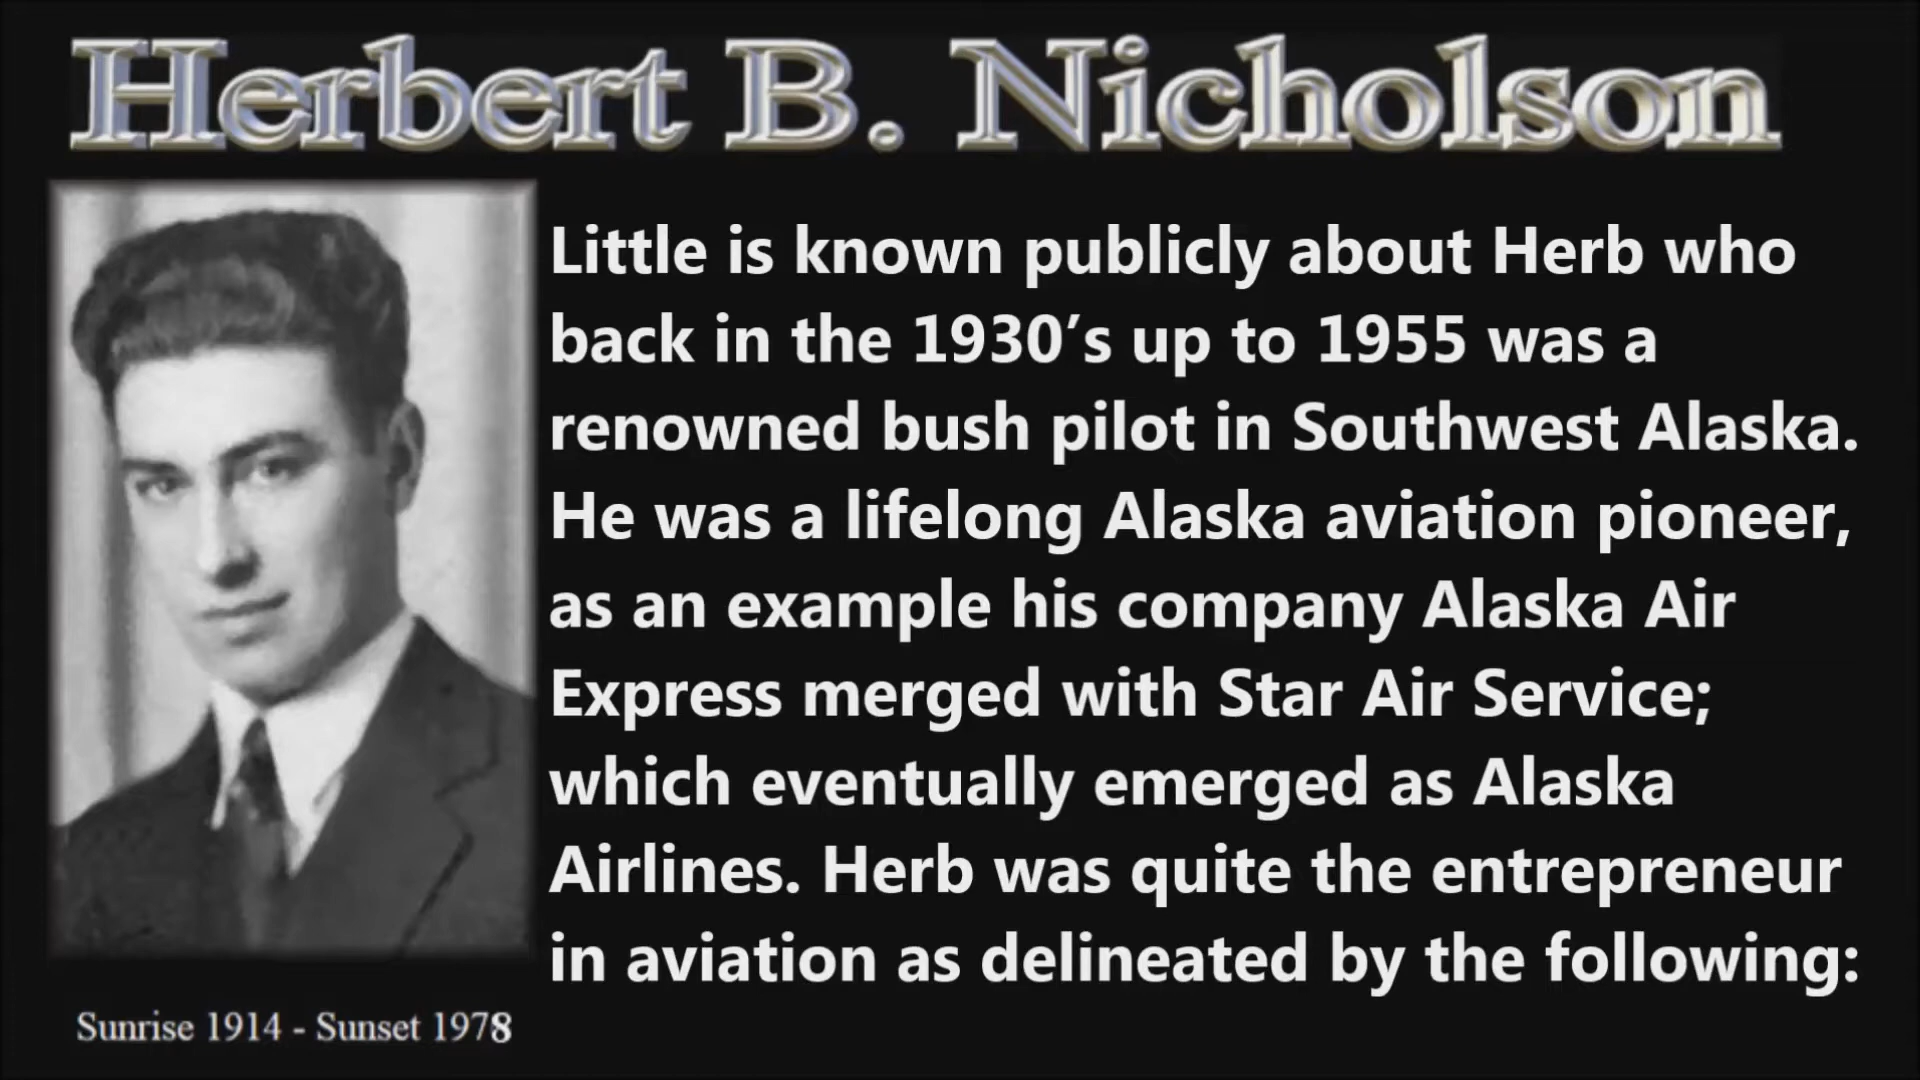 Herbert B. Nicholson
Little is known publicly about Herb who
back in the 1930’s up to 1955 was a
renowned bush pilot in Southwest Alaska.
He was a lifelong Alaska aviation pioneer,
as an example his company Alaska Air
Express merged with Star Air Service;
which eventually emerged as Alaska
Airlines. Herb was quite the entrepreneur
in aviation as delineated by the following:
Sunrise 1914 - Sunset 1978